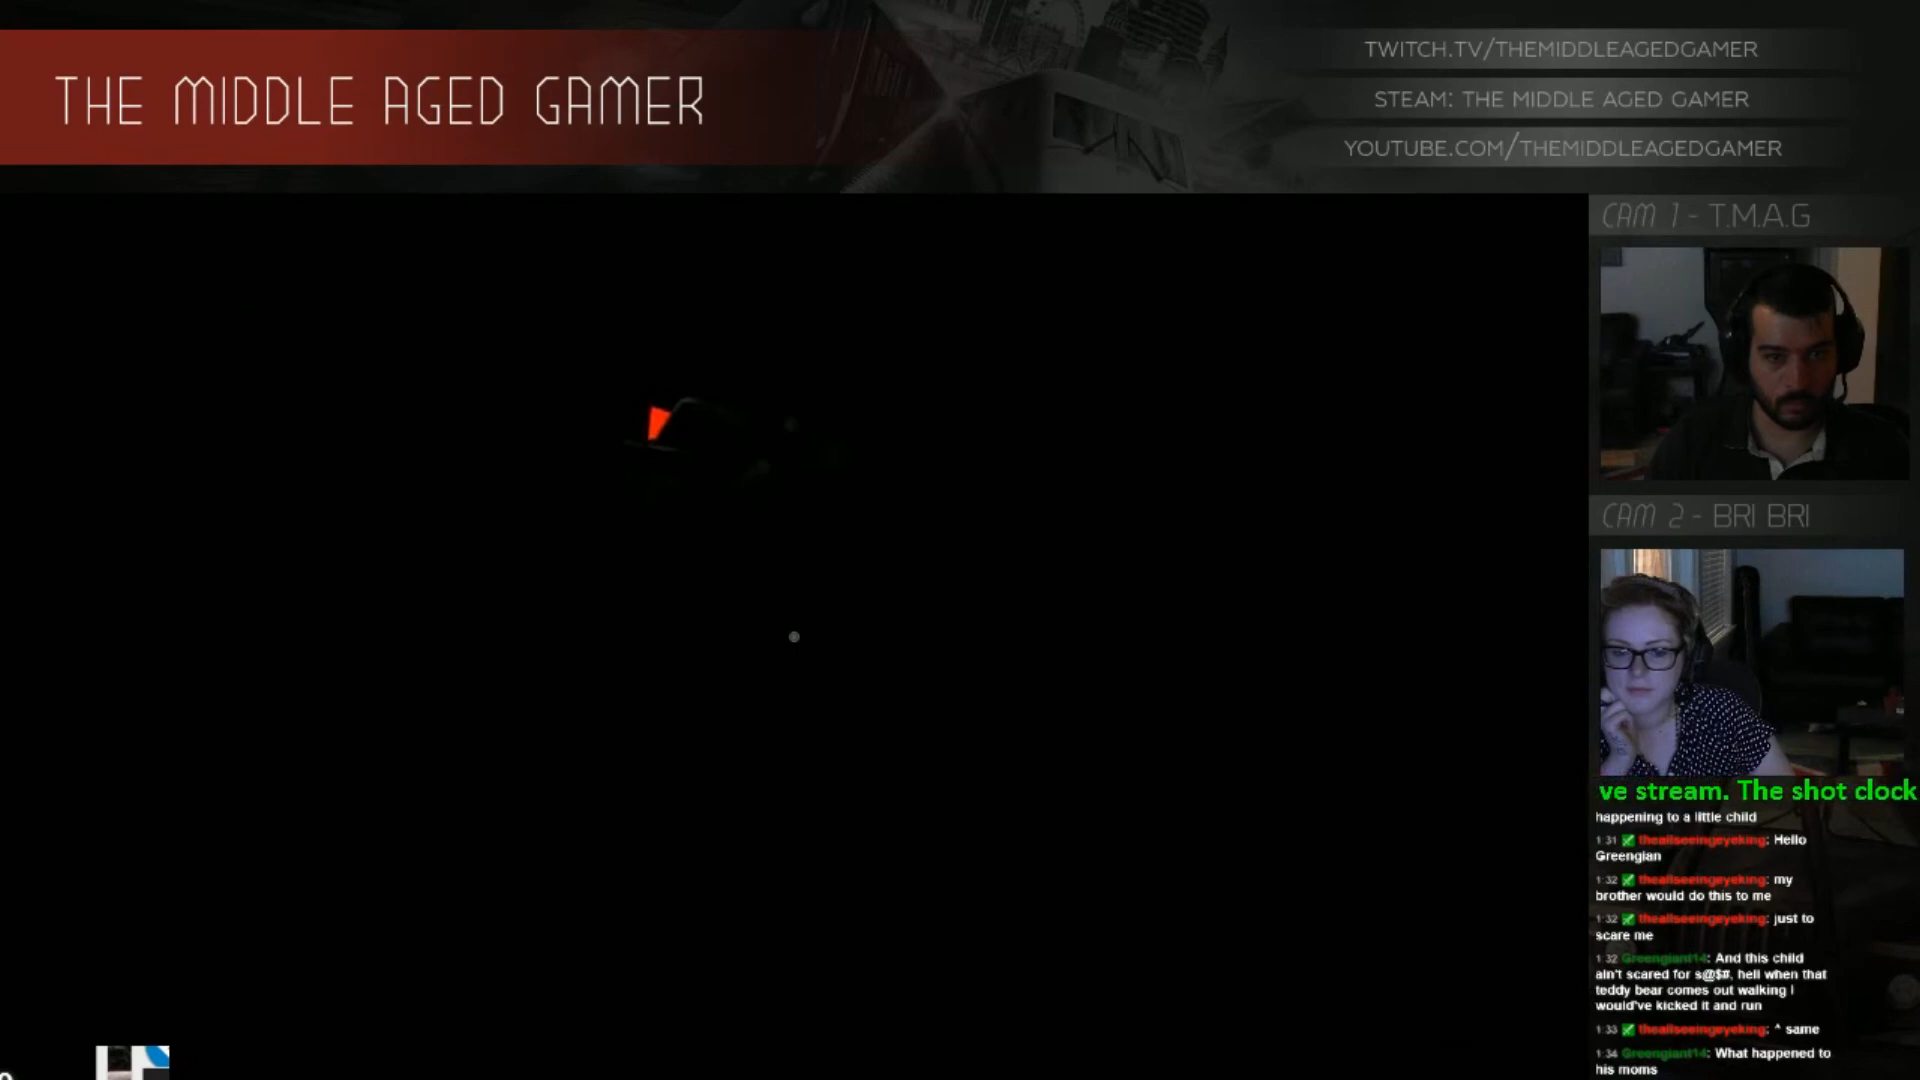 THE MIDDLE AGED GAMER
TWITCH.TV/THEMIDDLEAGEDGAMER
STEAM: THE MIDDLE AGED GAMER
YOUTUBE.COM/THEMIDDLEAGEDGAMER
CAM 1 - T.M.A.G
CAM 2 - BRI BRI
ve stream. The shot clock
happening to a little child
1:31 theallseeingeyeking: Hello
Greengian
1:32 theallseeingeyeking: my
brother would do this to me
1:32 theallseeingeyeking: just to
scare me
1:32 Greengiant14: And this child
ain't scared for s@$#, hell when that
teddy bear comes out walking I
would've kicked it and run
1:33 theallseeingeyeking: ^ same
1:34 Greengiant14: What happened to
his moms